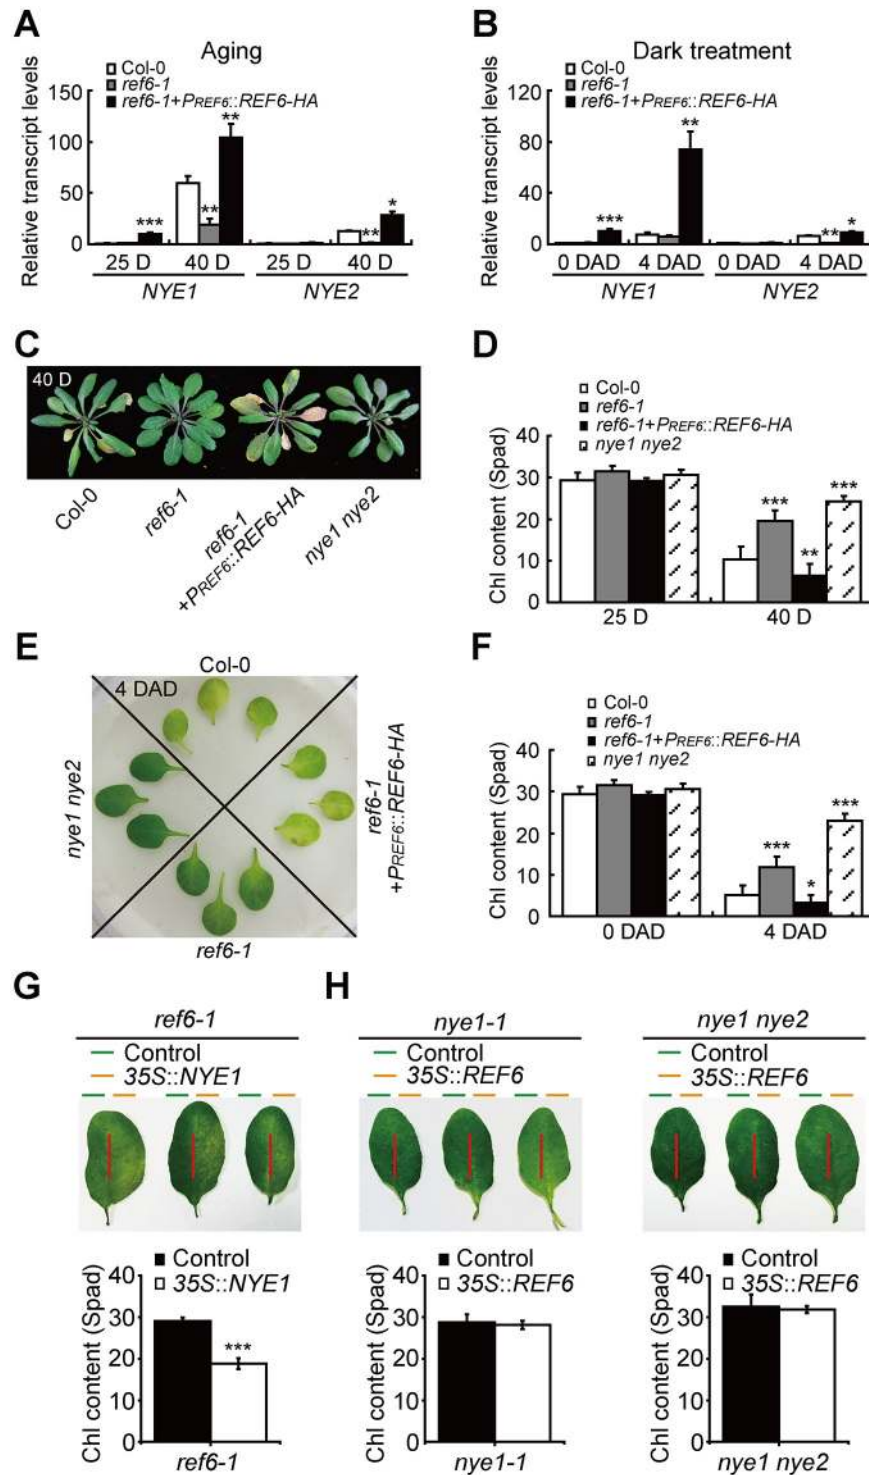 A
Aging
Col-0
ref6-1
ref6-1+PREF6::REF6-HA
Relative transcript levels
150
100
50
0
***
**
**
**
*
25 D
40 D
25 D
40 D
NYE1
NYE2
B
Dark treatment
Col-0
ref6-1
ref6-1+PREF6::REF6-HA
Relative transcript levels
120
80
40
0
***
**
**
*
0 DAD
4 DAD
0 DAD
4 DAD
NYE1
NYE2
C
40 D
Col-0
ref6-1
ref6-1
+PREF6::REF6-HA
nye1 nye2
D
Col-0
ref6-1
ref6-1+PREF6::REF6-HA
nye1 nye2
Chl content (Spad)
40
30
20
10
0
***
**
***
25 D
40 D
E
Col-0
4 DAD
nye1 nye2
ref6-1
+PREF6::REF6-HA
ref6-1
F
Col-0
ref6-1
ref6-1+PREF6::REF6-HA
nye1 nye2
Chl content (Spad)
40
30
20
10
0
***
*
***
0 DAD
4 DAD
G
ref6-1
Control
35S::NYE1
Control
35S::NYE1
Chl content (Spad)
40
30
20
10
0
***
ref6-1
H
nye1-1
Control
35S::REF6
Control
35S::REF6
Chl content (Spad)
40
30
20
10
0
nye1-1
nye1 nye2
Control
35S::REF6
Control
35S::REF6
Chl content (Spad)
40
30
20
10
0
nye1 nye2